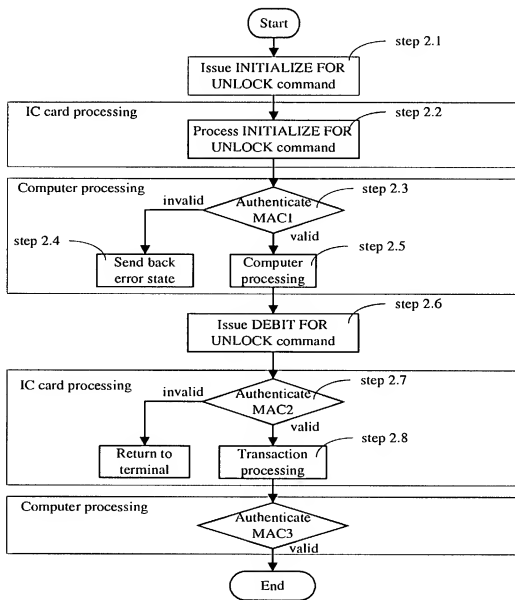 Start
step 2.1
Issue INITIALIZE FOR
UNLOCK command
IC card processing
step 2.2
Process INITIALIZE FOR
UNLOCK command
Computer processing
step 2.3
invalid
Authenticate
MAC1
valid
step 2.4
step 2.5
Send back
error state
Computer
processing
step 2.6
Issue DEBIT FOR
UNLOCK command
IC card processing
step 2.7
invalid
Authenticate
MAC2
valid
step 2.8
Return to
terminal
Transaction
processing
Computer processing
Authenticate
MAC3
valid
End